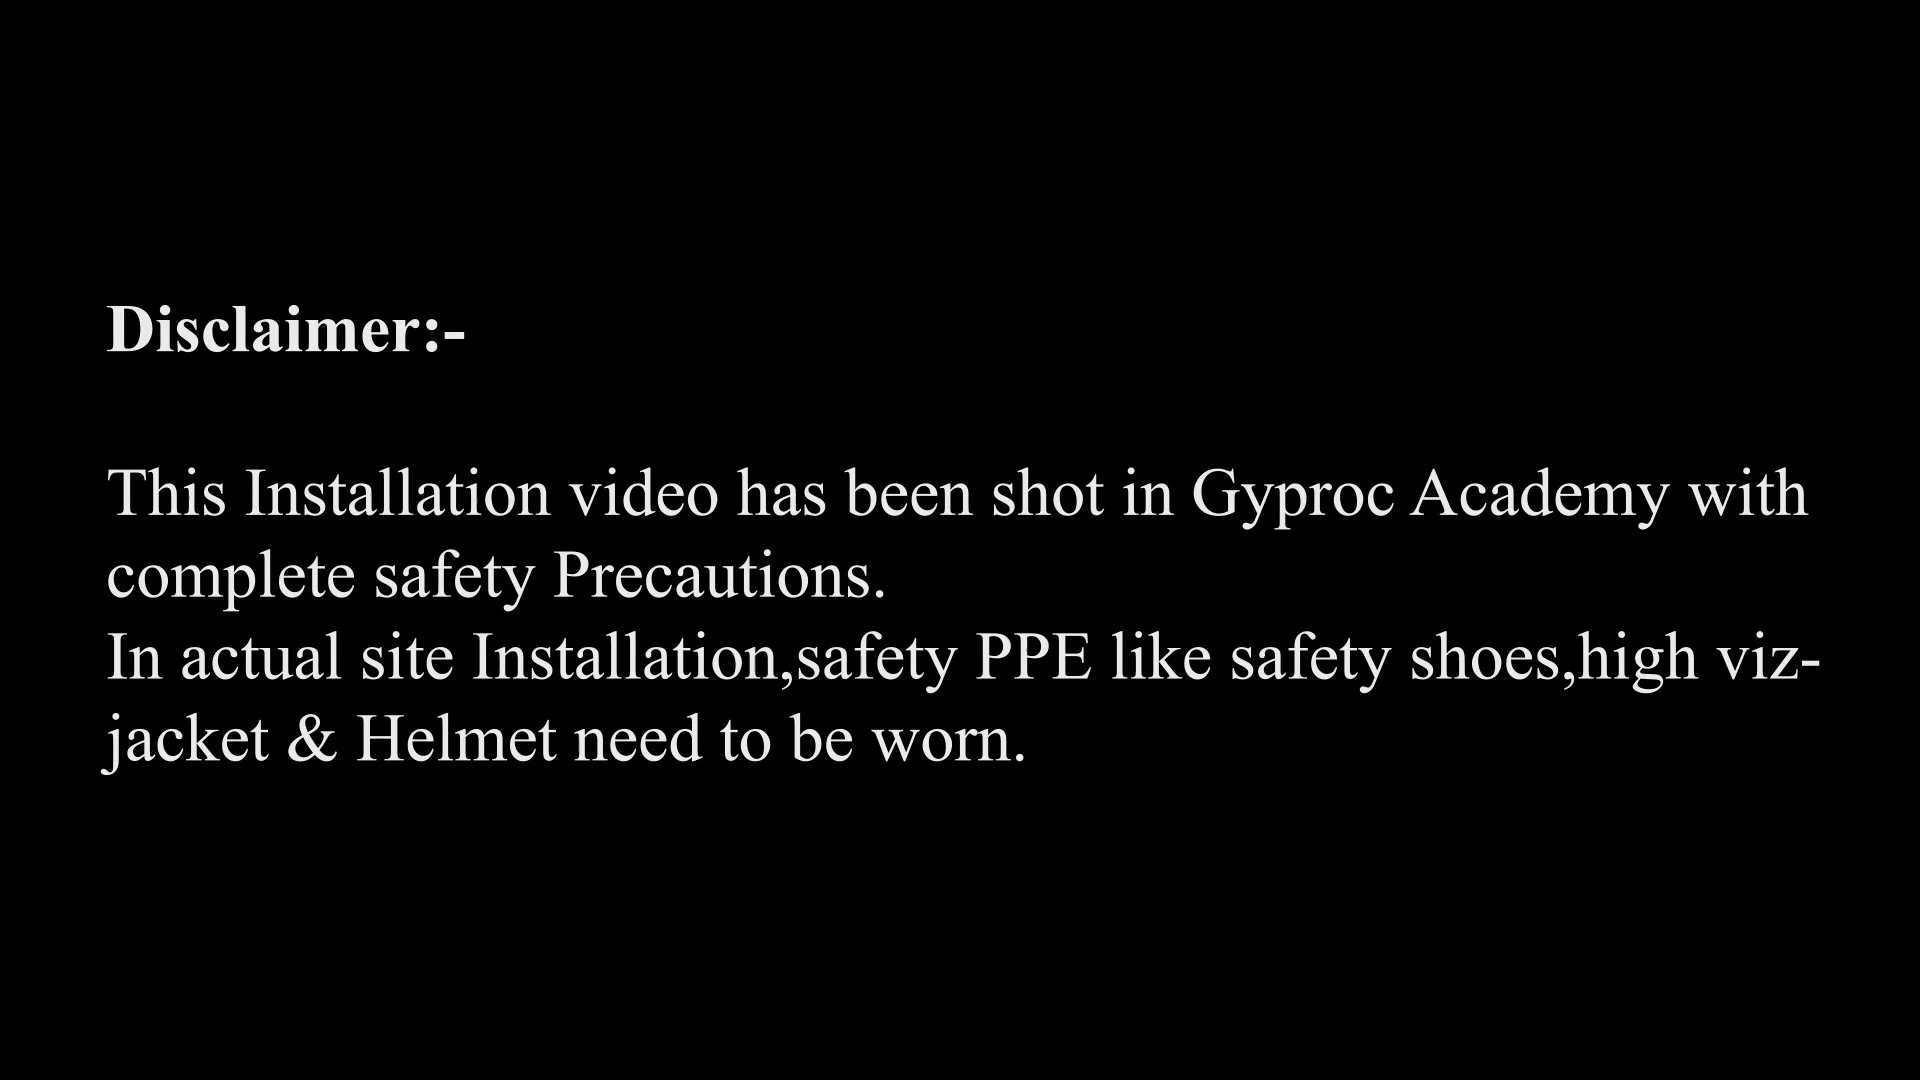 Disclaimer:-
This Installation video has been shot in Gyproc Academy with
complete safety Precautions.
In actual site Installation,safety PPE like safety shoes,high viz-
jacket & Helmet need to be worn.